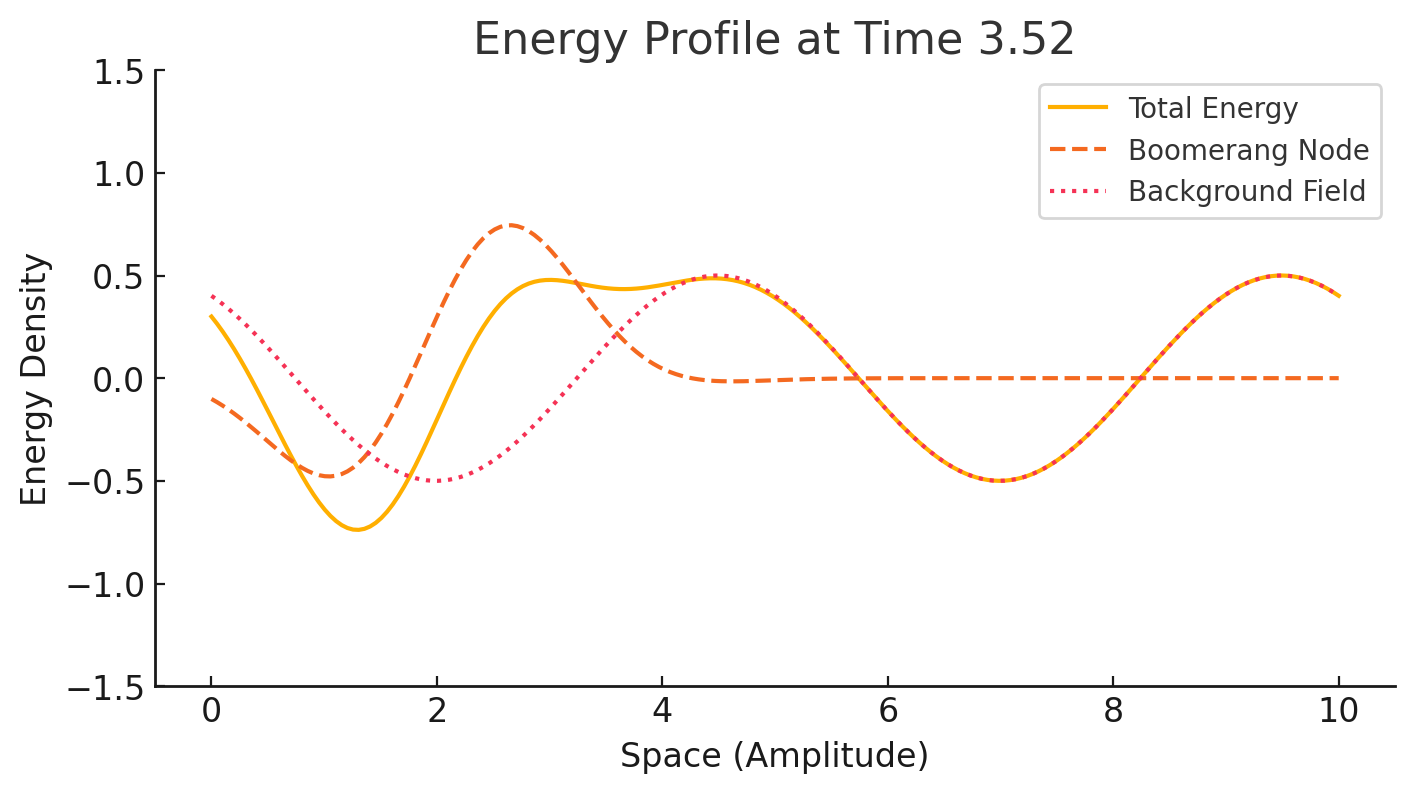 Energy Profile at Time 3.52
1.5
1.0
0.5
0.0
−0.5
−1.0
−1.5
Energy Density
Total Energy
Boomerang Node
Background Field
0 2 4 6 8 10
Space (Amplitude)